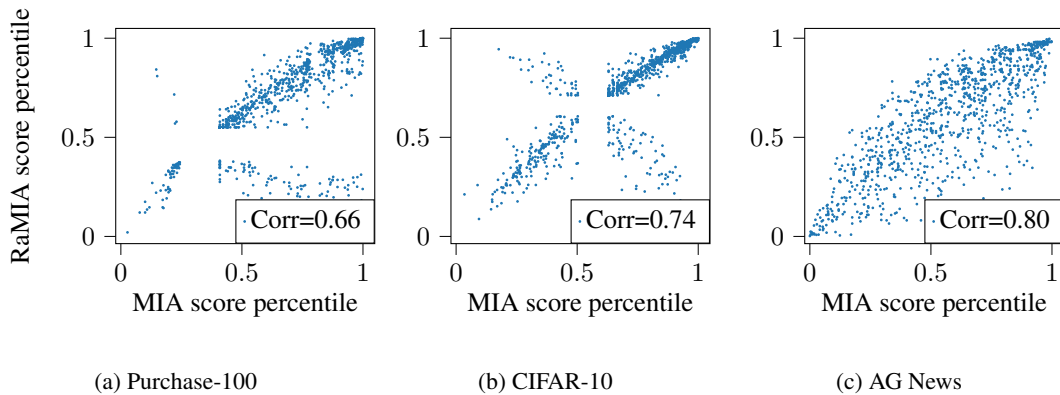 RaMIA score percentile
1
0.5
0
Corr=0.66
0
0.5
1
MIA score percentile
(a) Purchase-100
1
0.5
0
Corr=0.74
0
0.5
1
MIA score percentile
(b) CIFAR-10
1
0.5
0
Corr=0.80
0
0.5
1
MIA score percentile
(c) AG News